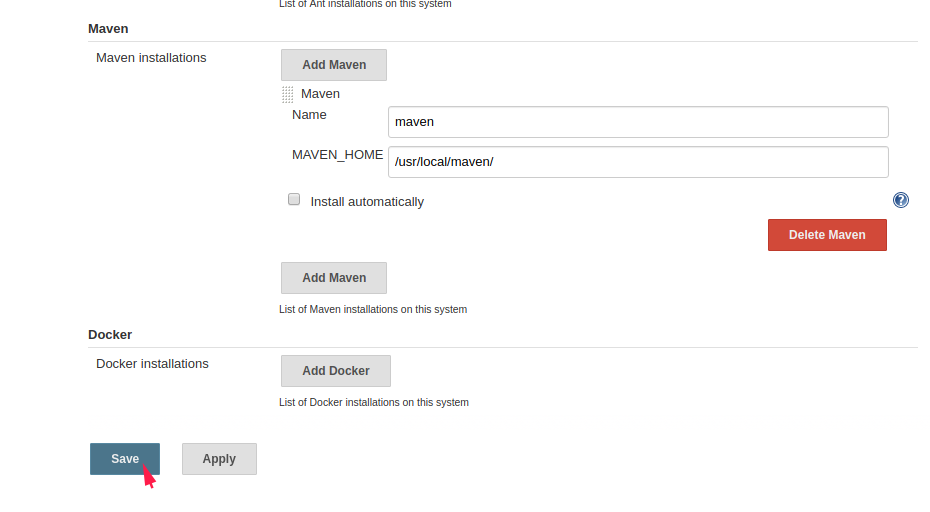 List of Ant installations on this system
Maven
Maven installations
Add Maven
Maven
Name
maven
MAVEN_HOME
/usr/local/maven/
Install automatically
?
Delete Maven
Add Maven
List of Maven installations on this system
Docker
Docker installations
Add Docker
List of Docker installations on this system
Save
Apply